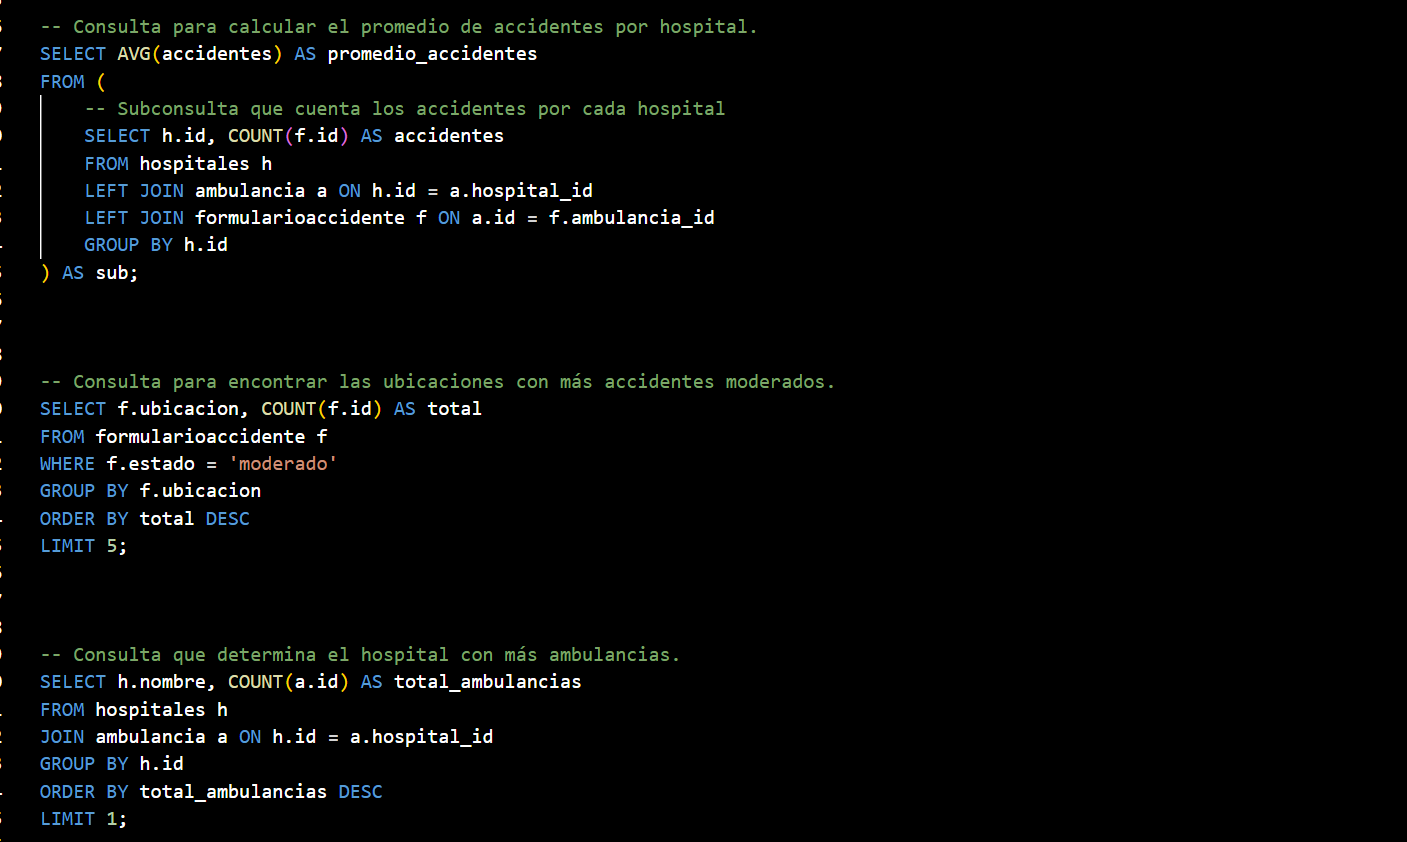 -- Consulta para calcular el promedio de accidentes por hospital.
SELECT AVG(accidentes) AS promedio_accidentes
FROM (
    -- Subconsulta que cuenta los accidentes por cada hospital
    SELECT h.id, COUNT(f.id) AS accidentes
    FROM hospitales h
    LEFT JOIN ambulancia a ON h.id = a.hospital_id
    LEFT JOIN formularioaccidente f ON a.id = f.ambulancia_id
    GROUP BY h.id
) AS sub;
-- Consulta para encontrar las ubicaciones con más accidentes moderados.
SELECT f.ubicacion, COUNT(f.id) AS total
FROM formularioaccidente f
WHERE f.estado = 'moderado'
GROUP BY f.ubicacion
ORDER BY total DESC
LIMIT 5;
-- Consulta que determina el hospital con más ambulancias.
SELECT h.nombre, COUNT(a.id) AS total_ambulancias
FROM hospitales h
JOIN ambulancia a ON h.id = a.hospital_id
GROUP BY h.id
ORDER BY total_ambulancias DESC
LIMIT 1;